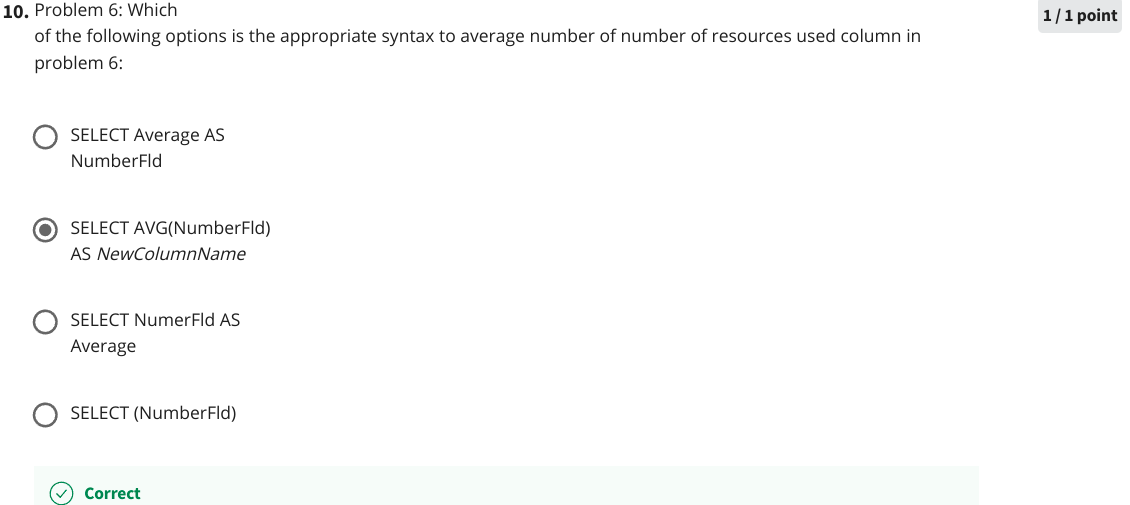 10. Problem 6: Which
1 / 1 point
of the following options is the appropriate syntax to average number of number of resources used column in
problem 6:
SELECT Average AS
NumberFld
SELECT AVG(NumberFld)
AS NewColumnName
SELECT NumerFld AS
Average
SELECT (NumberFld)
Correct